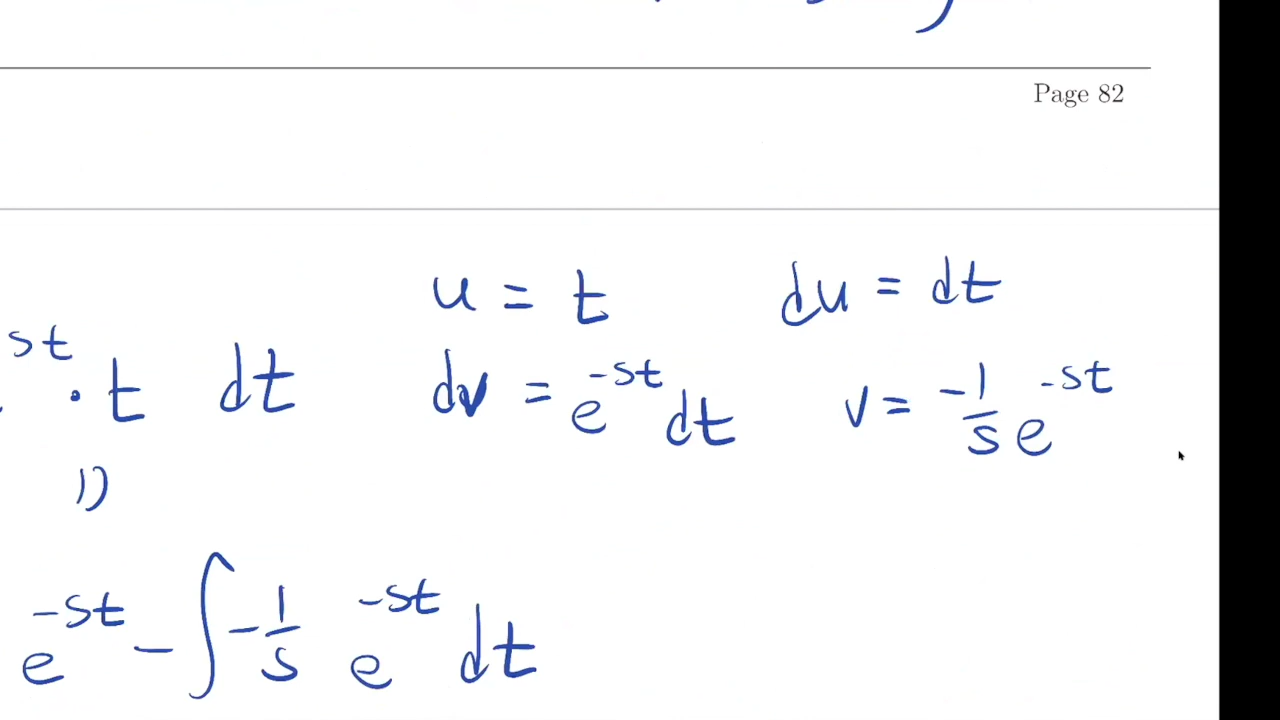 Page 82
u = t du = dt
st · t dt dv = e^{-st} dt v = -1/s e^{-st}
e^{-st} - ∫ -1/s e^{-st} dt